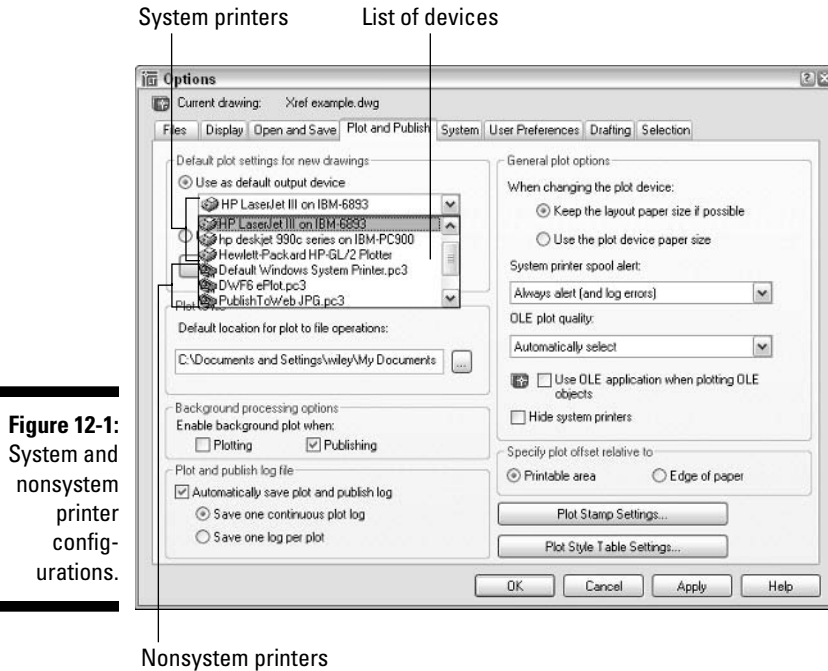 System printers
List of devices
Options
Current drawing: Xref example.dwg
Files Display Open and Save Plot and Publish System User Preferences Drafting Selection
Default plot settings for new drawings
Use as default output device
HP LaserJet III on IBM-6893
HP LaserJet III on IBM-6893
hp deskjet 990c series on IBM-PC900
Hewlett-Packard HP-GL/2 Plotter
Default Windows System Printer.pc3
DWF6 ePlot.pc3
PublishToWeb JPG.pc3
Default location for plot to file operations:
C:\Documents and Settings\wiley\My Documents
...
Background processing options
Enable background plot when:
Plotting
Publishing
Plot and publish log file
Automatically save plot and publish log
Save one continuous plot log
Save one log per plot
General plot options
When changing the plot device:
Keep the layout paper size if possible
Use the plot device paper size
System printer spool alert:
Always alert (and log errors)
OLE plot quality:
Automatically select
Use OLE application when plotting OLE
objects
Hide system printers
Specify plot offset relative to
Printable area
Edge of paper
Plot Stamp Settings...
Plot Style Table Settings...
OK Cancel Apply Help
Figure 12-1:
System and
nonsystem
printer
config-
urations.
Nonsystem printers